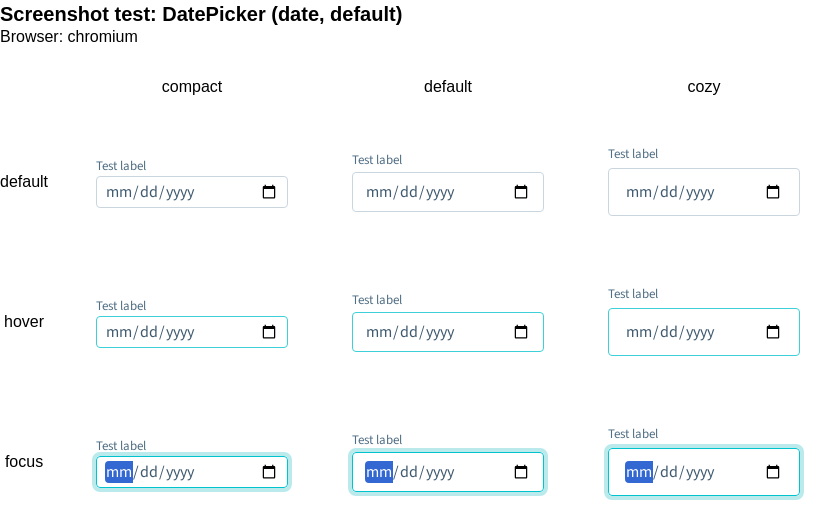 Screenshot test: DatePicker (date, default)
Browser: chromium
compact default cozy
Test label Test label Test label
default mm/dd/yyyy mm/dd/yyyy mm/dd/yyyy
Test label Test label Test label
hover mm/dd/yyyy mm/dd/yyyy mm/dd/yyyy
Test label Test label Test label
focus mm/dd/yyyy mm/dd/yyyy mm/dd/yyyy